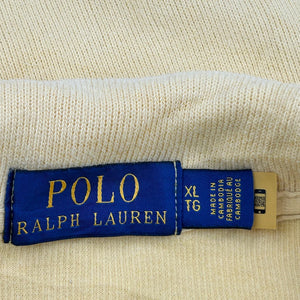 POLO
RALPH LAUREN
XL
TG
MADE IN
CAMBODIA
FABRIQUÉ AU
CAMBODGE